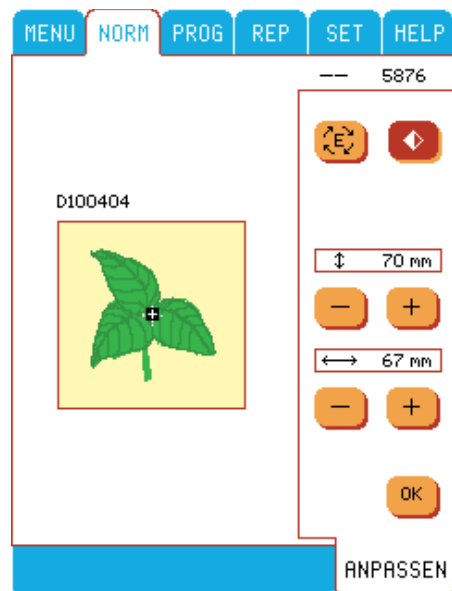 MENU NORM PROG REP SET HELP
-- 5876
E
D100404
↕ 70 mm
− +
↔ 67 mm
− +
OK
ANPASSEN